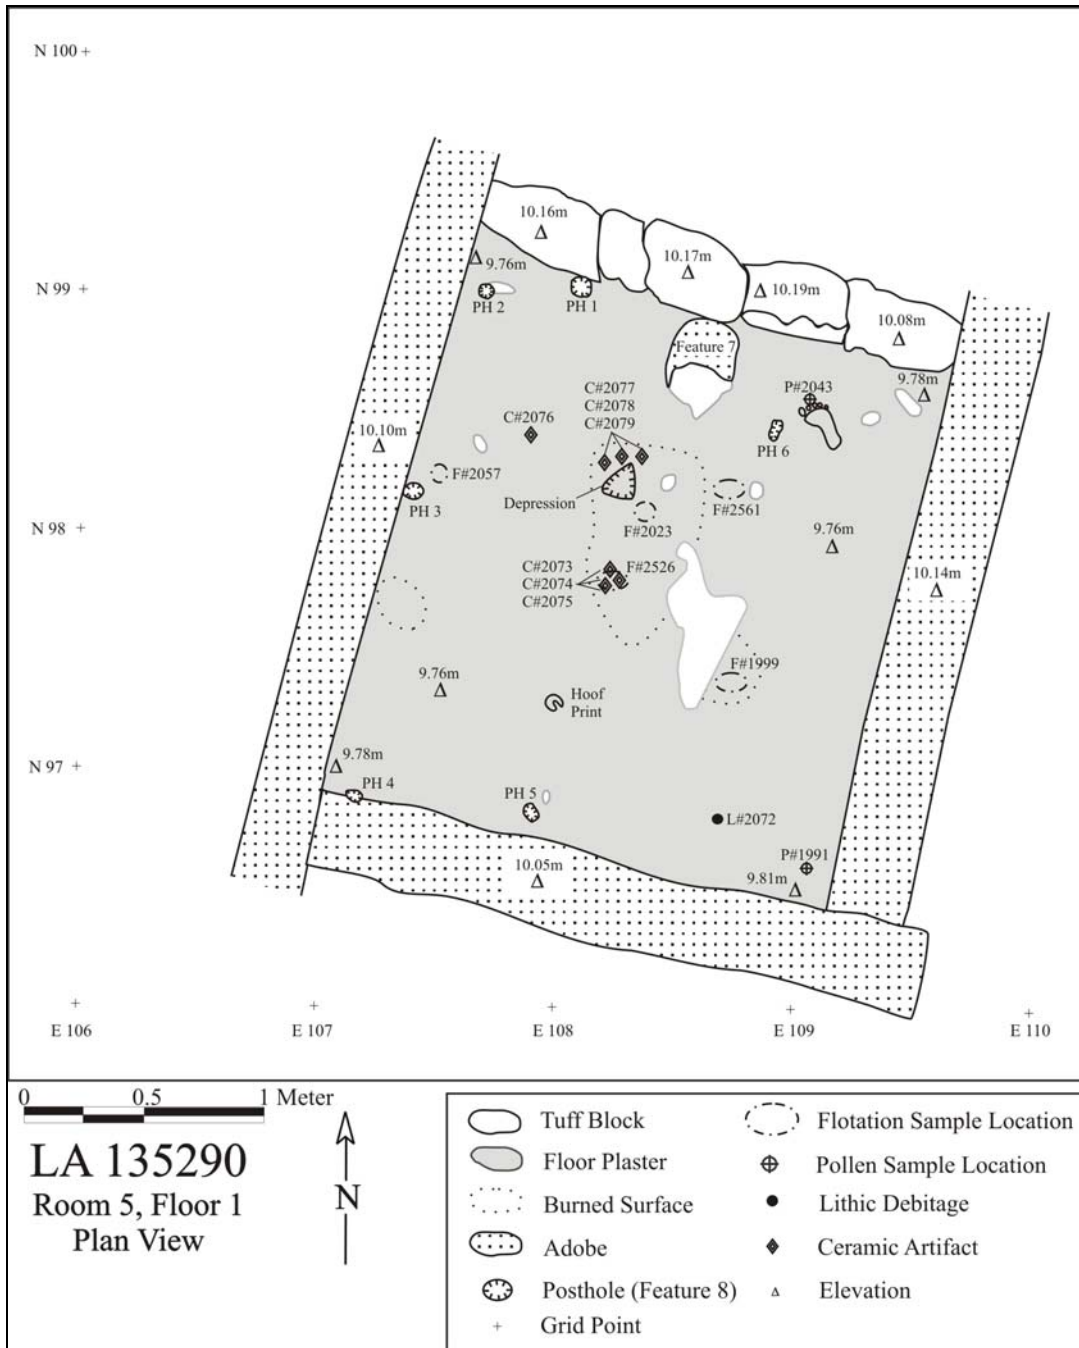 N 100
10.16m
10.17m
9.76m
10.19m
N 99
PH 2
PH 1
10.08m
Feature 7
P#2043
9.78m
C#2077
C#2078
C#2079
C#2076
10.10m
PH 6
F#2057
Depression
PH 3
F#2561
N 98
F#2023
9.76m
C#2073
C#2074
C#2075
F#2526
10.14m
F#1999
9.76m
Hoof
Print
9.78m
N 97
PH 4
PH 5
L#2072
P#1991
10.05m
9.81m
E 106
E 107
E 108
E 109
E 110
0 0.5 1 Meter
LA 135290
Room 5, Floor 1
Plan View
N
Tuff Block
Floor Plaster
Burned Surface
Adobe
Posthole (Feature 8)
Grid Point
Flotation Sample Location
Pollen Sample Location
Lithic Debitage
Ceramic Artifact
Elevation